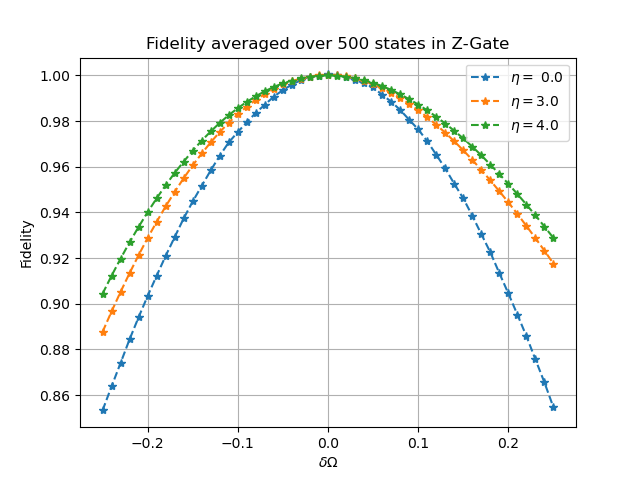 Fidelity averaged over 500 states in Z-Gate
1.00
0.98
0.96
0.94
0.92
0.90
0.88
0.86
Fidelity
−0.2
−0.1
0.0
0.1
0.2
δΩ
η = 0.0
η = 3.0
η = 4.0